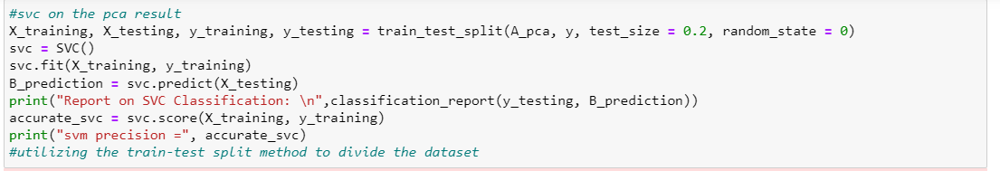 #svc on the pca result
X_training, X_testing, y_training, y_testing = train_test_split(A_pca, y, test_size = 0.2, random_state = 0)
svc = SVC()
svc.fit(X_training, y_training)
B_prediction = svc.predict(X_testing)
print("Report on SVC Classification: \n",classification_report(y_testing, B_prediction))
accurate_svc = svc.score(X_training, y_training)
print("svm precision =", accurate_svc)
#utilizing the train-test split method to divide the dataset